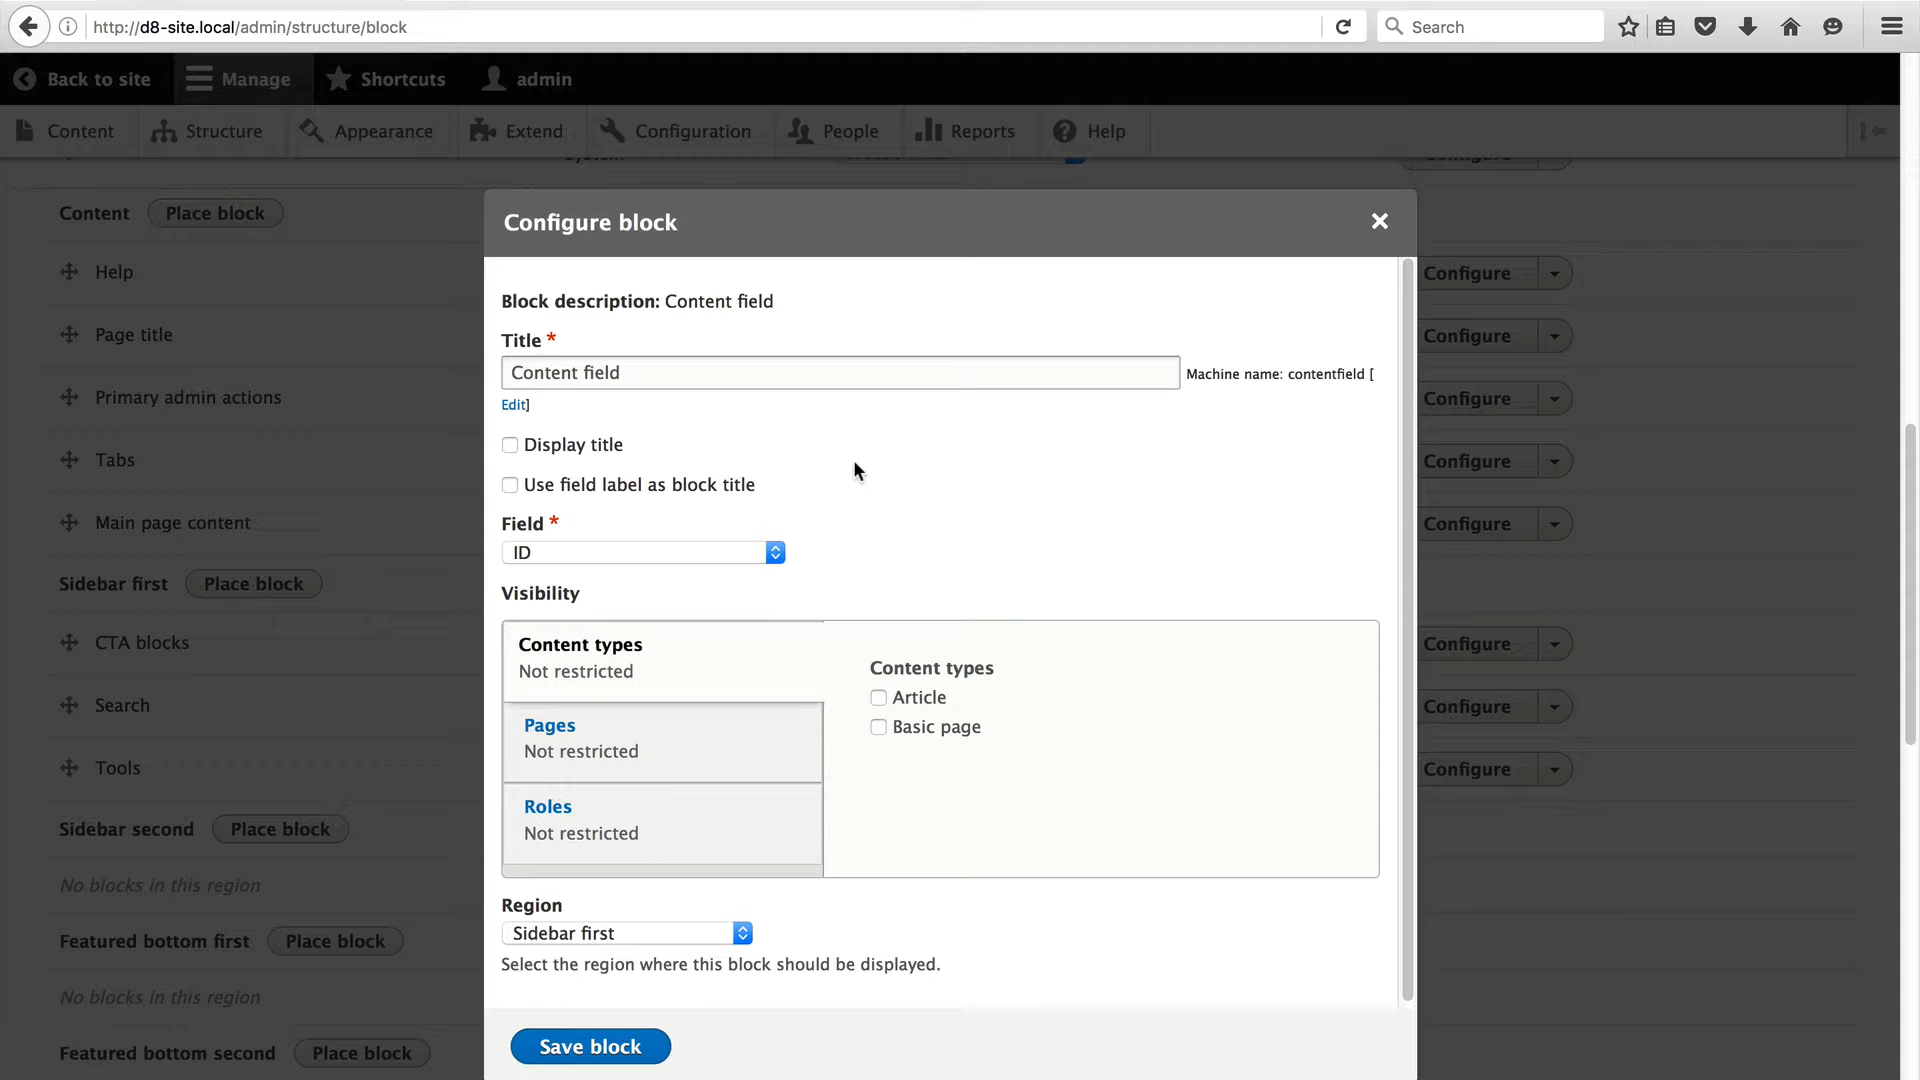 http://d8-site.local/admin/structure/block
Search
Back to site
Manage
Shortcuts
admin
Content
Structure
Appearance
Extend
Configuration
People
Reports
Help
Configure
Content
Place block
Configure block
Help
Configure
Block description: Content field
Page title
Title *
Configure
Content field
Machine name: contentfield [
Edit]
Primary admin actions
Configure
Display title
Tabs
Configure
Use field label as block title
Main page content
Field *
Configure
ID
Sidebar first
Place block
Visibility
CTA blocks
Content types
Not restricted
Content types
Article
Basic page
Configure
Search
Pages
Not restricted
Configure
Tools
Configure
Roles
Not restricted
Sidebar second
Place block
No blocks in this region
Region
Sidebar first
Select the region where this block should be displayed.
Featured bottom first
Place block
No blocks in this region
Featured bottom second
Place block
Save block